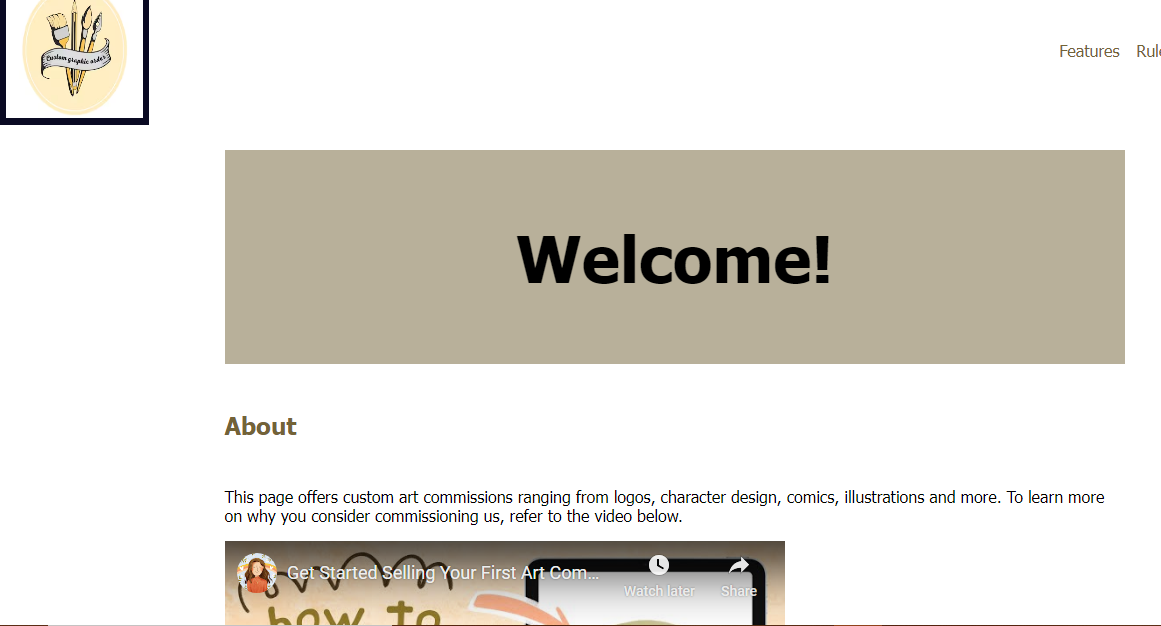 Custom graphic order
Features Rul
Welcome!
About
This page offers custom art commissions ranging from logos, character design, comics, illustrations and more. To learn more
on why you consider commissioning us, refer to the video below.
Get Started Selling Your First Art Com...
Watch later
Share
how to